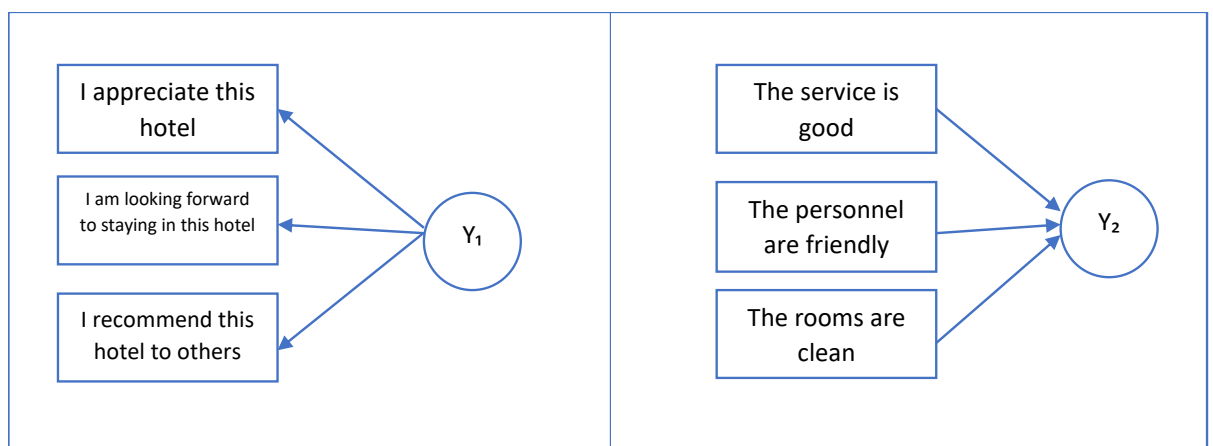 I appreciate this
hotel
I am looking forward
to staying in this hotel
I recommend this
hotel to others
Y₁
The service is
good
The personnel
are friendly
The rooms are
clean
Y₂